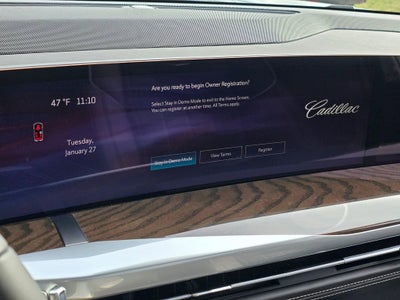 Are you ready to begin Owner Registration?
47 °F 11:10
Select Stay in Demo Mode to exit to the Home Screen.
You can register at another time. All Terms apply.
Cadillac
Tuesday,
January 27
Stay in Demo Mode
View Terms
Register